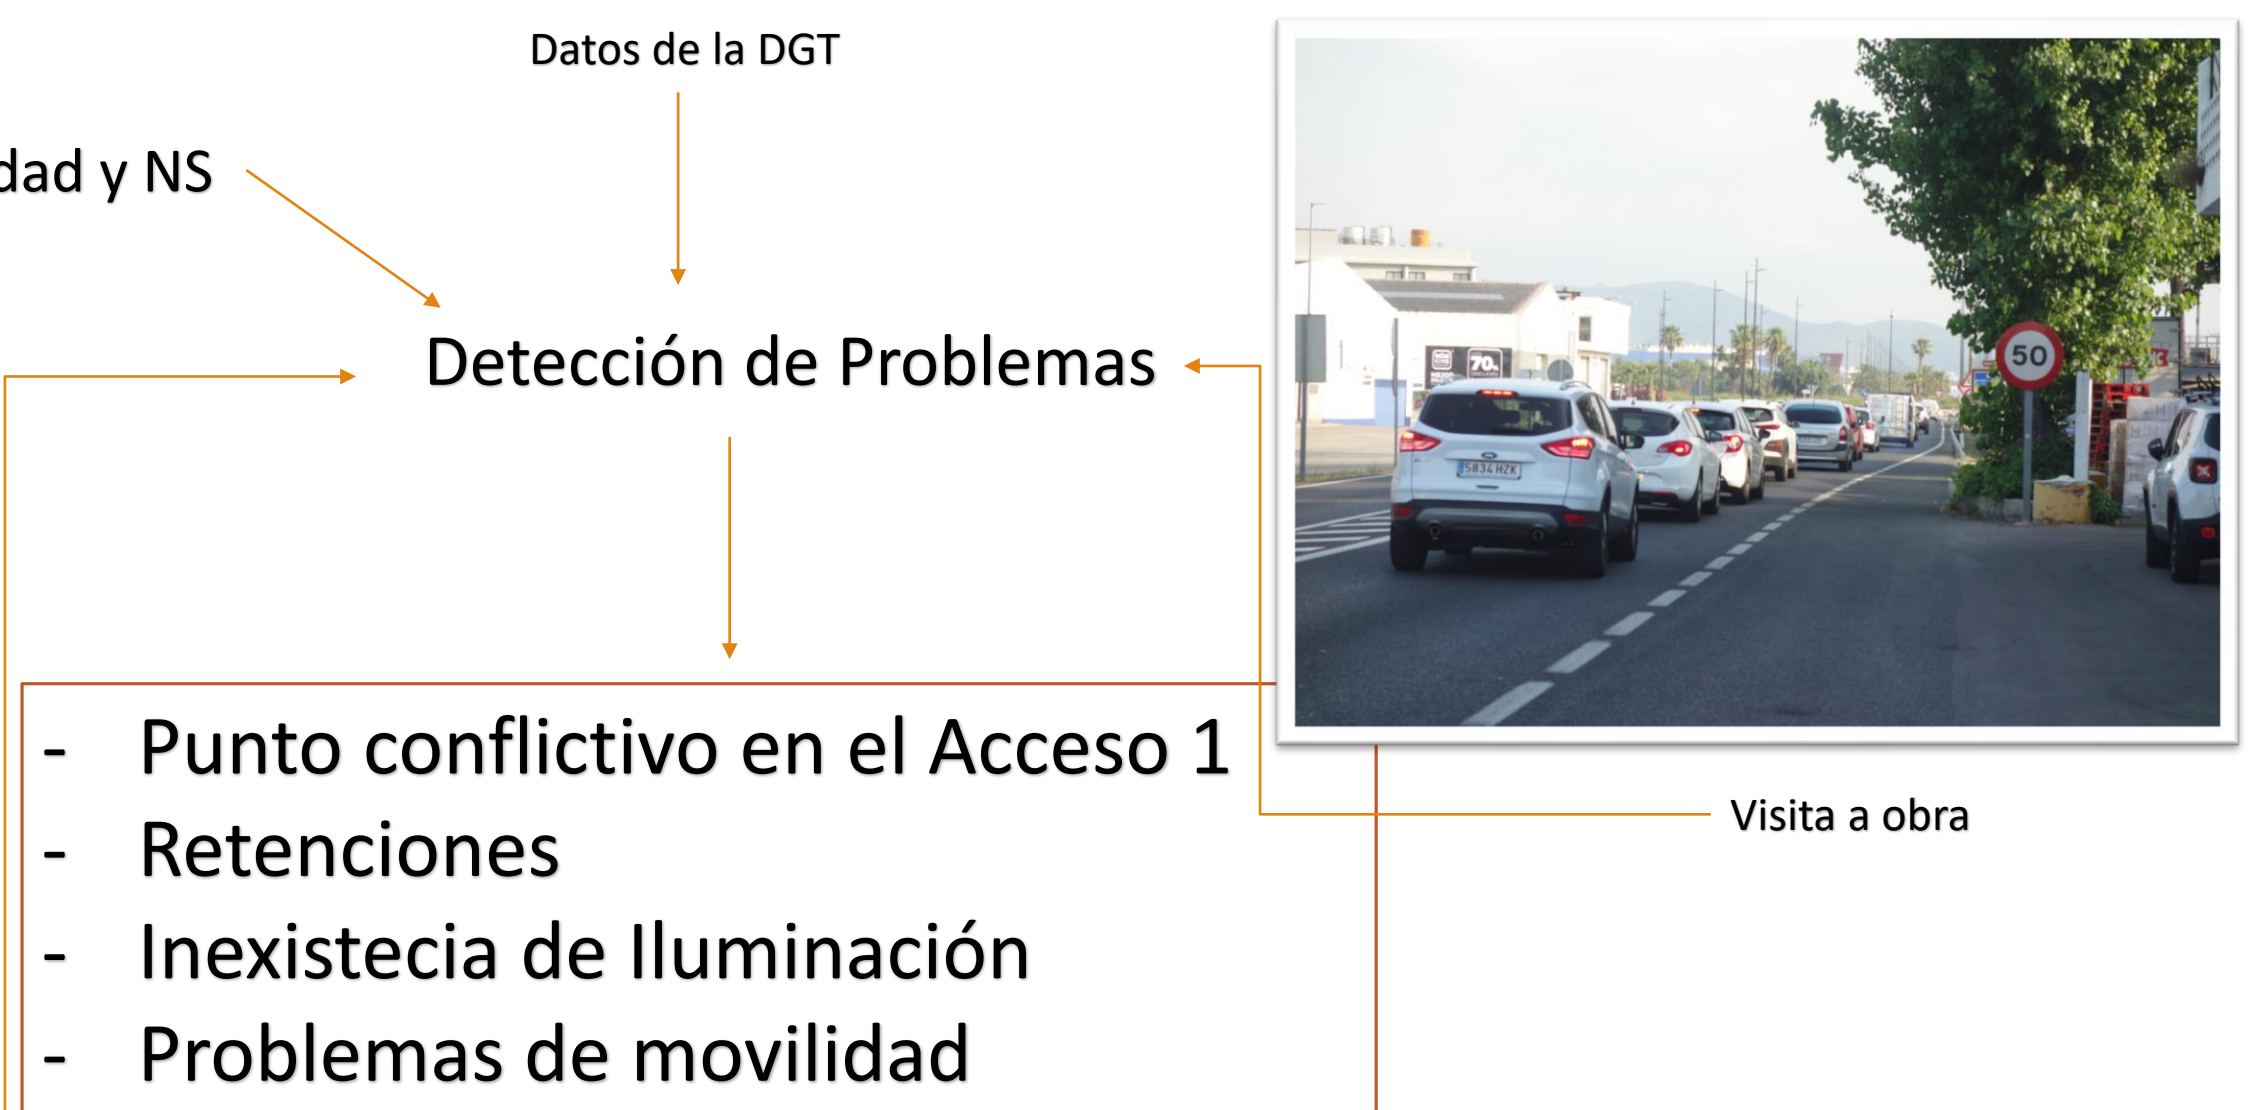 Datos de la DGT
dad y NS
Detección de Problemas
50
70%
5834 HZK
- Punto conflictivo en el Acceso 1
- Retenciones
- Inexistecia de Iluminación
- Problemas de movilidad
Visita a obra